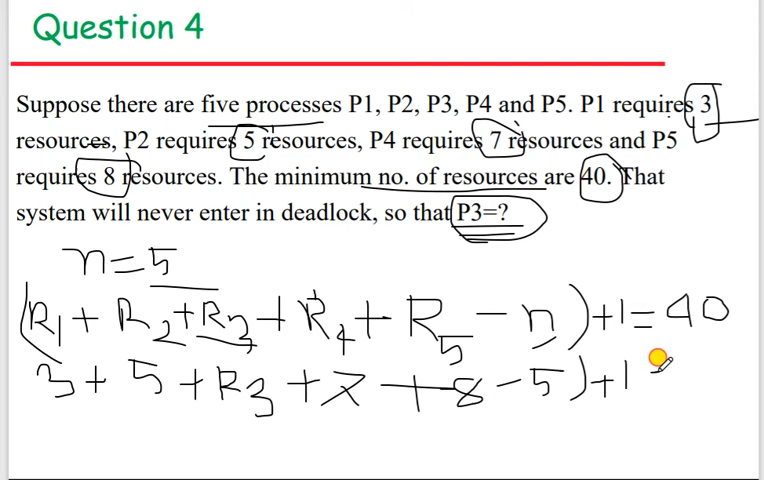 Question 4
Suppose there are five processes P1, P2, P3, P4 and P5. P1 requires 3
resources, P2 requires 5 resources, P4 requires 7 resources and P5
requires 8 resources. The minimum no. of resources are 40. That
system will never enter in deadlock, so that P3=?
n=5
(R1 + R2 + R3 + R4 + R5 - n) + 1 = 40
3 + 5 + R3 + 7 + 8 - 5) + 1